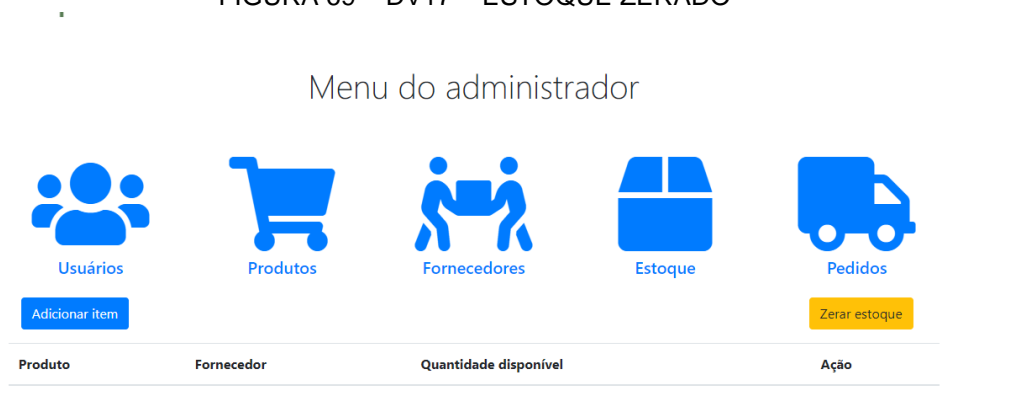 Menu do administrador
Usuários Produtos Fornecedores Estoque Pedidos
Adicionar item Zerar estoque
Produto Fornecedor Quantidade disponível Ação